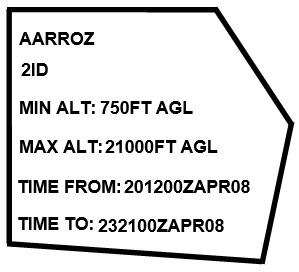 AARROZ
2ID
MIN ALT: 750FT AGL
MAX ALT: 21000FT AGL
TIME FROM: 201200ZAPR08
TIME TO: 232100ZAPR08